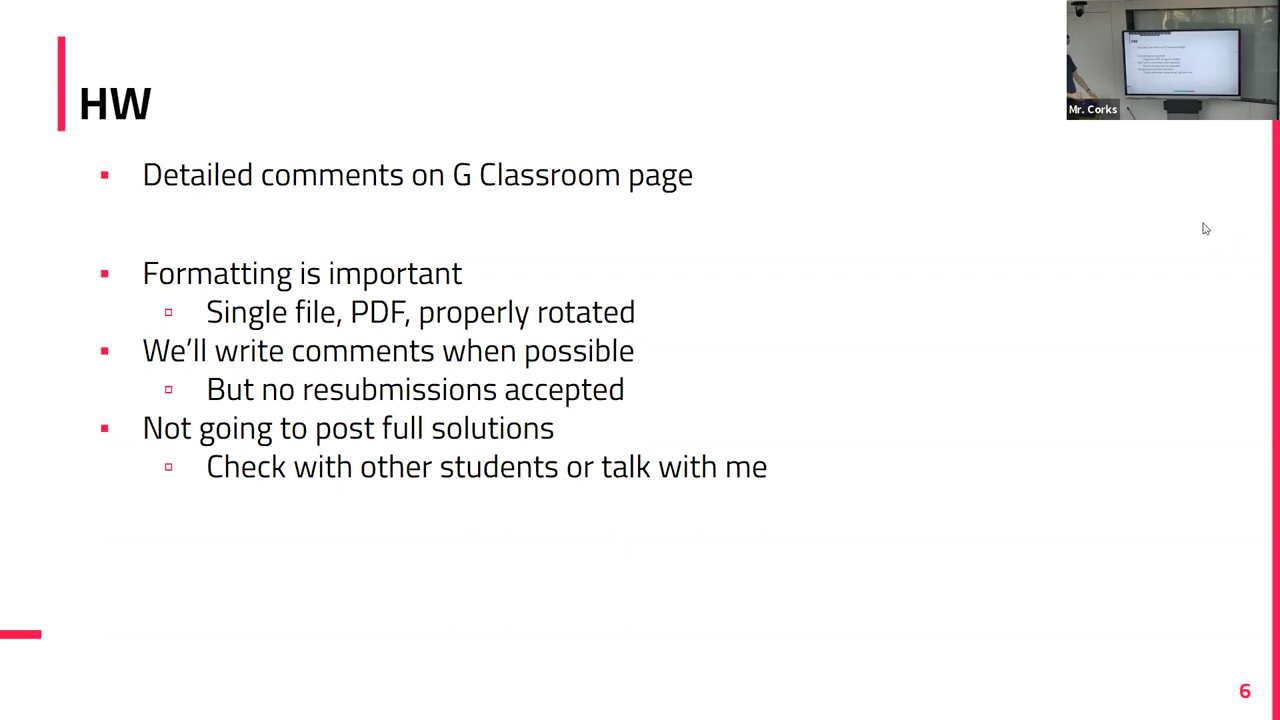 HW
Detailed comments on G Classroom page
Formatting is important
Single file, PDF, properly rotated
We'll write comments when possible
But no resubmissions accepted
Not going to post full solutions
Check with other students or talk with me
Mr. Corks
6